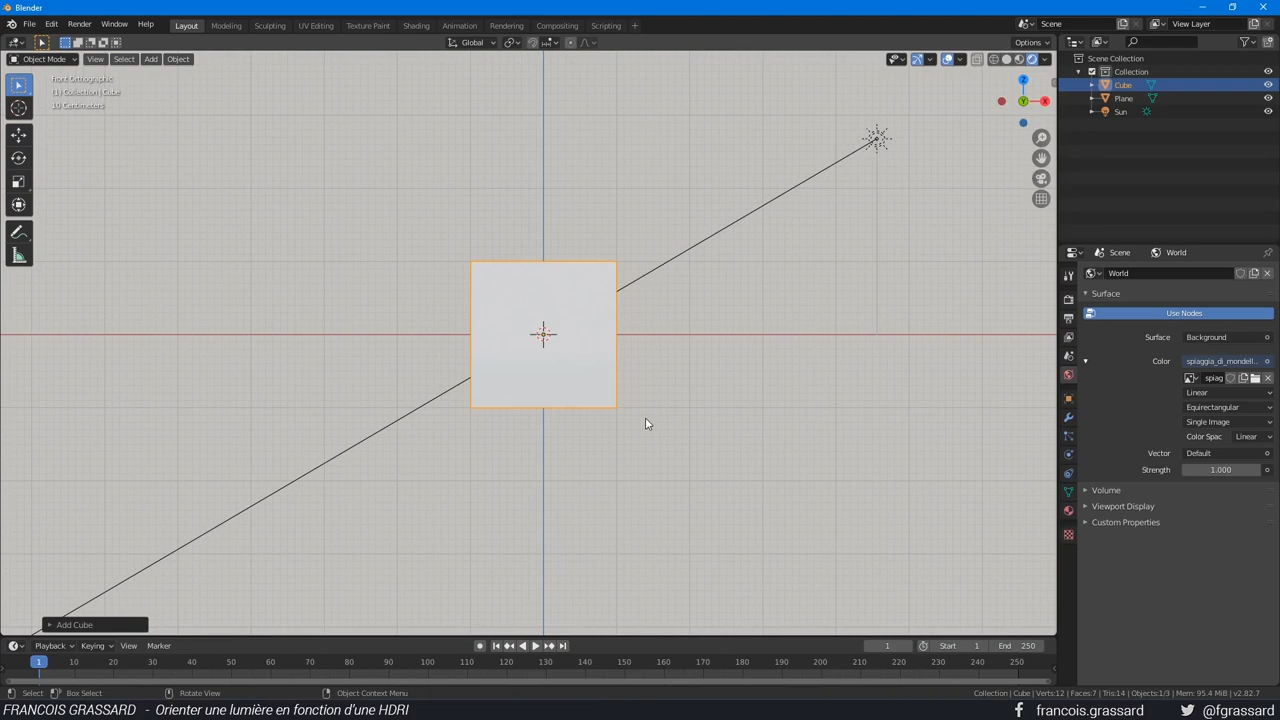 Blender
File Edit Render Window Help
Layout Modeling Sculpting UV Editing Texture Paint Shading Animation Rendering Compositing Scripting +
Scene View Layer
Global Options
Object Mode View Select Add Object
Front Orthographic
(1) Collection | Cube
10 Centimeters
Z
Y X
Scene Collection
Collection
Cube
Plane
Sun
Scene World
World
Surface
Use Nodes
Surface Background
Color spiaggia_di_mondell...
spiag
Linear
Equirectangular
Single Image
Color Spac Linear
Vector Default
Strength 1.000
Volume
Viewport Display
Custom Properties
Add Cube
Playback Keying View Marker 1 Start 1 End 250
1 10 20 30 40 50 60 70 80 90 100 110 120 130 140 150 160 170 180 190 200 210 220 230 240 250
Select Box Select Rotate View Object Context Menu Collection | Cube | Verts:12 | Faces:7 | Tris:14 | Objects:1/3 | Mem: 95.4 MiB | v2.82.7
FRANCOIS GRASSARD - Orienter une lumière en fonction d'une HDRI francois.grassard @fgrassard